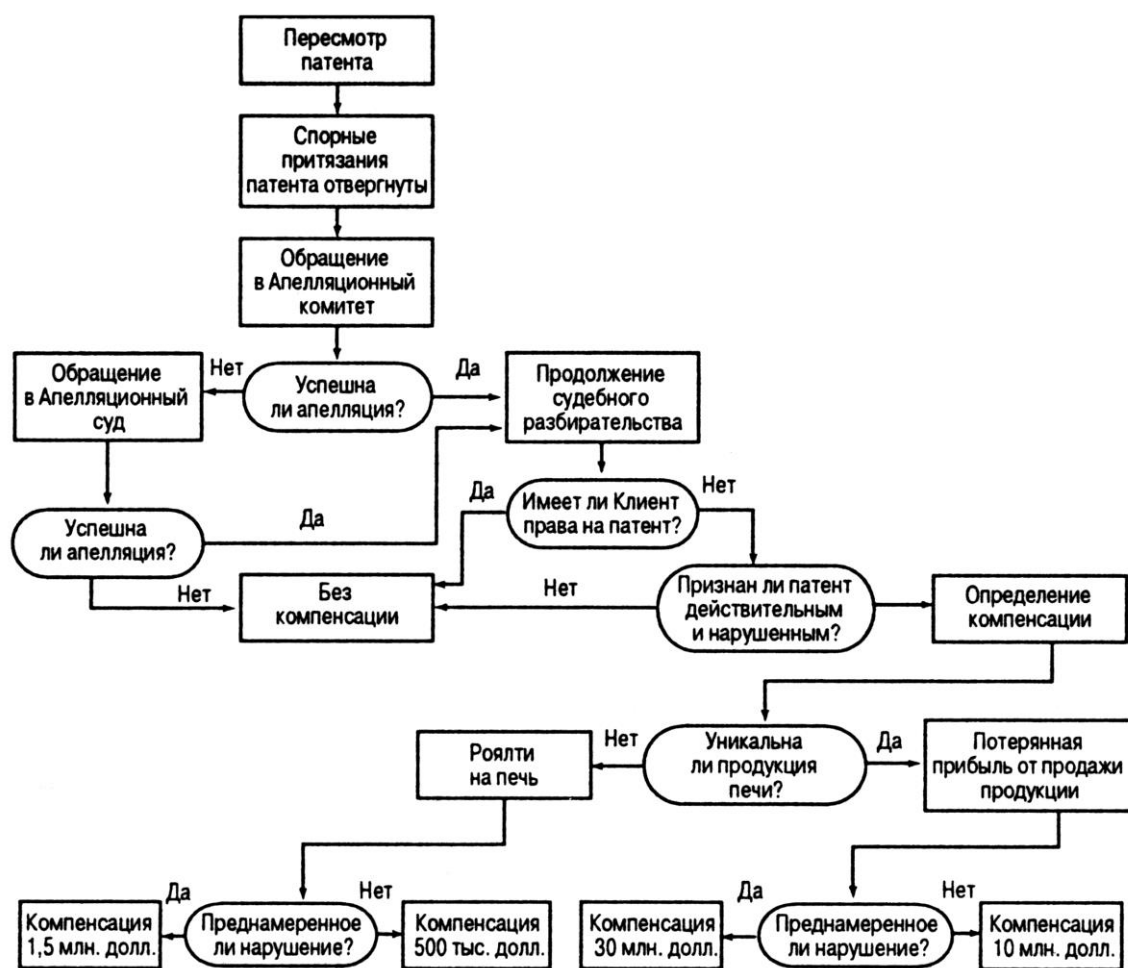 Пересмотр
патента
Спорные
притязания
патента отвергнуты
Обращение
в Апелляционный
комитет
Обращение
в Апелляционный
суд
Нет
Успешна
ли апелляция?
Да
Продолжение
судебного
разбирательства
Успешна
ли апелляция?
Да
Да
Имеет ли Клиент
права на патент?
Нет
Нет
Без
компенсации
Нет
Признан ли патент
действительным
и нарушенным?
Определение
компенсации
Роялти
на печь
Нет
Уникальна
ли продукция
печи?
Да
Потерянная
прибыль от продажи
продукции
Компенсация
1,5 млн. долл.
Да
Преднамеренное
ли нарушение?
Нет
Компенсация
500 тыс. долл.
Компенсация
30 млн. долл.
Да
Преднамеренное
ли нарушение?
Нет
Компенсация
10 млн. долл.